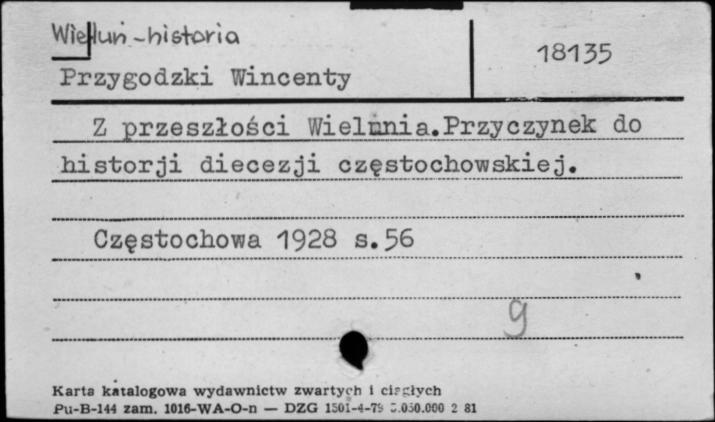 Wieluń - historia
18135
Przygodzki Wincenty
Z przeszłości Wielunia.Przyczynek do
historji diecezji częstochowskiej.
Częstochowa 1928 s.56
9
Karta katalogowa wydawnictw zwartych i ciągłych
Pu-B-144 zam. 1016-WA-O-n — DZG 1501-4-79 5.050.000 2 81